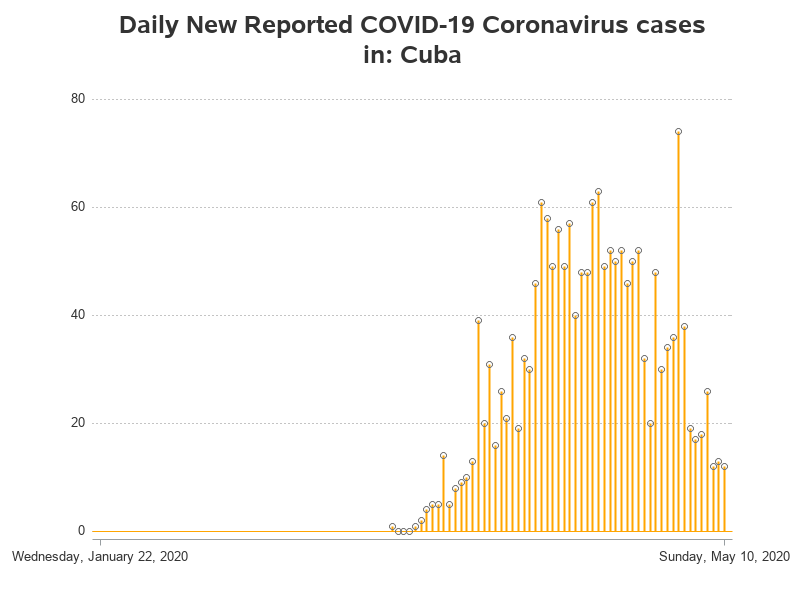 Daily New Reported COVID-19 Coronavirus cases
in: Cuba
80
60
40
20
0
Wednesday, January 22, 2020
Sunday, May 10, 2020